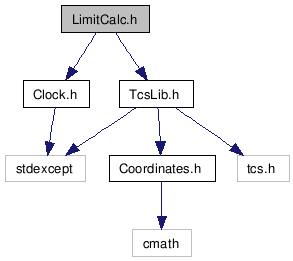 LimitCalc.h
Clock.h
TcsLib.h
stdexcept
Coordinates.h
tcs.h
cmath